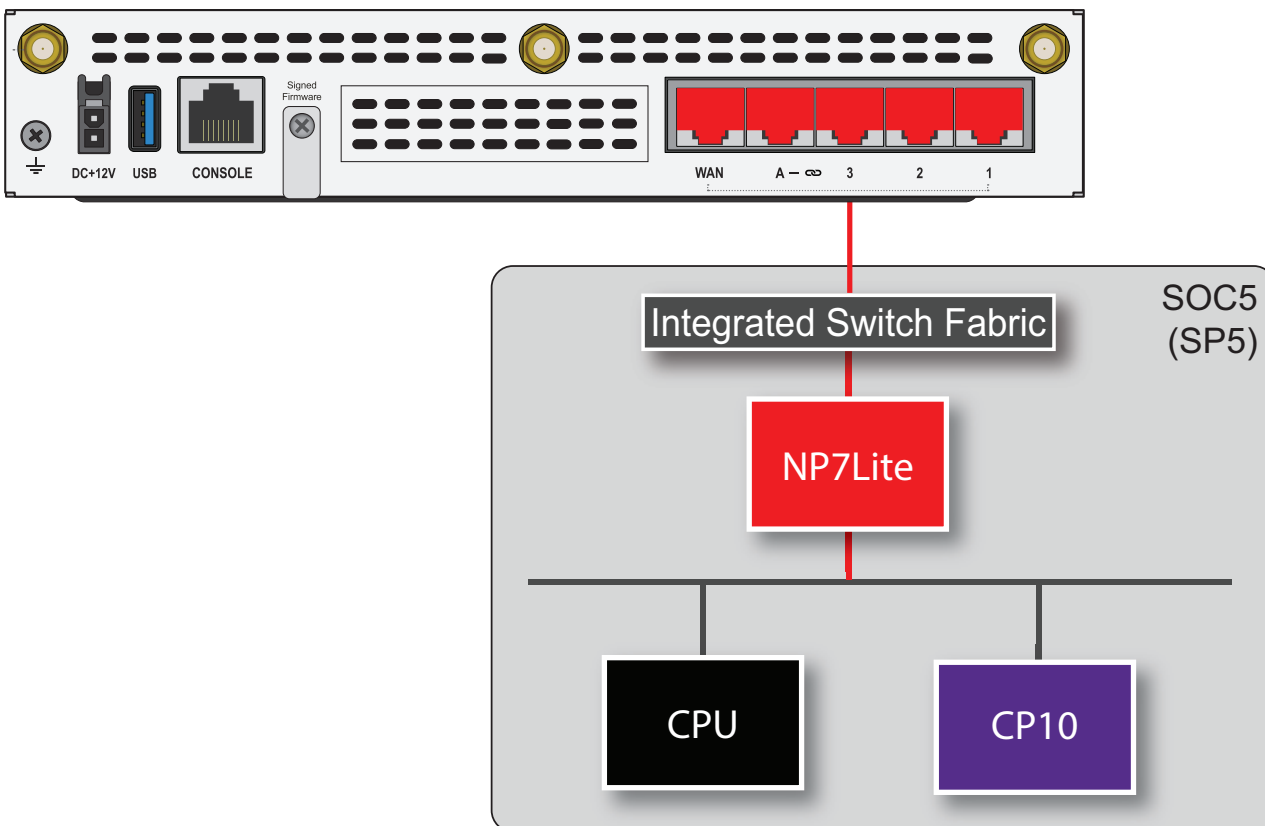 Signed
Firmware
DC+12V USB CONSOLE WAN A 3 2 1
Integrated Switch Fabric
SOC5
(SP5)
NP7Lite
CPU CP10